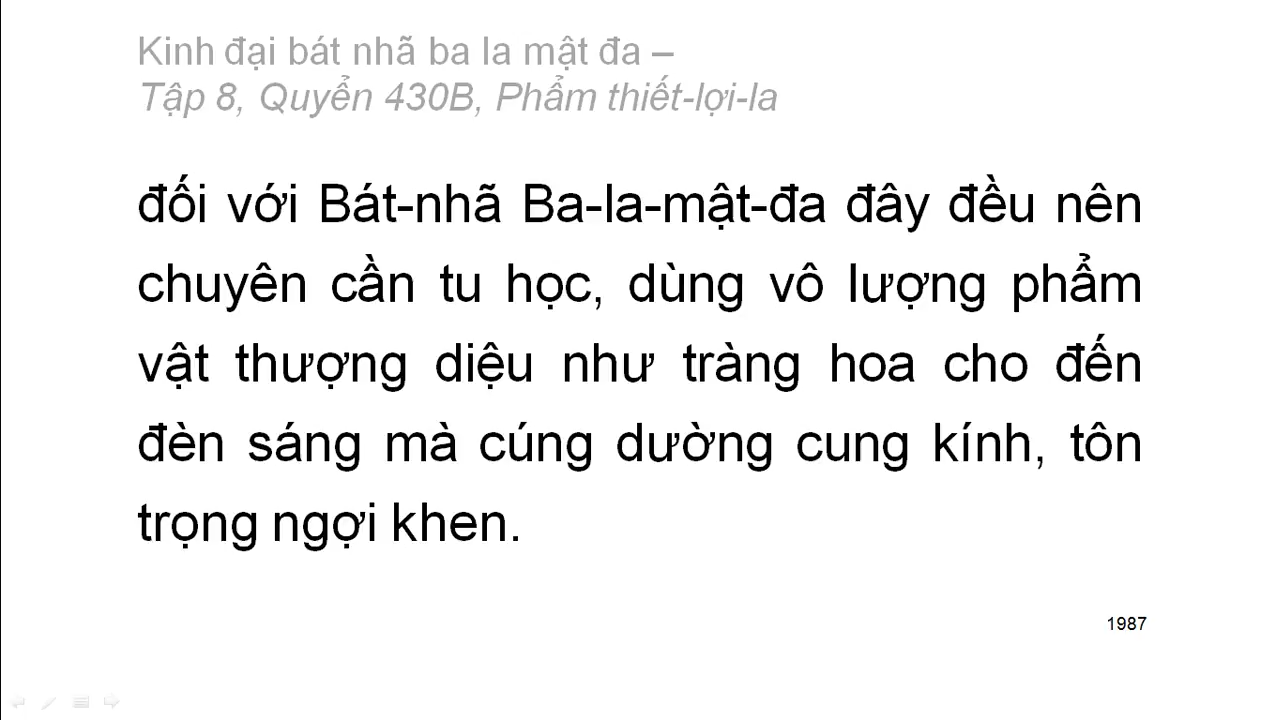 Kinh đại bát nhã ba la mật đa –
Tập 8, Quyển 430B, Phẩm thiết-lợi-la
đối với Bát-nhã Ba-la-mật-đa đây đều nên
chuyên cần tu học, dùng vô lượng phẩm
vật thượng diệu như tràng hoa cho đến
đèn sáng mà cúng dường cung kính, tôn
trọng ngợi khen.
1987